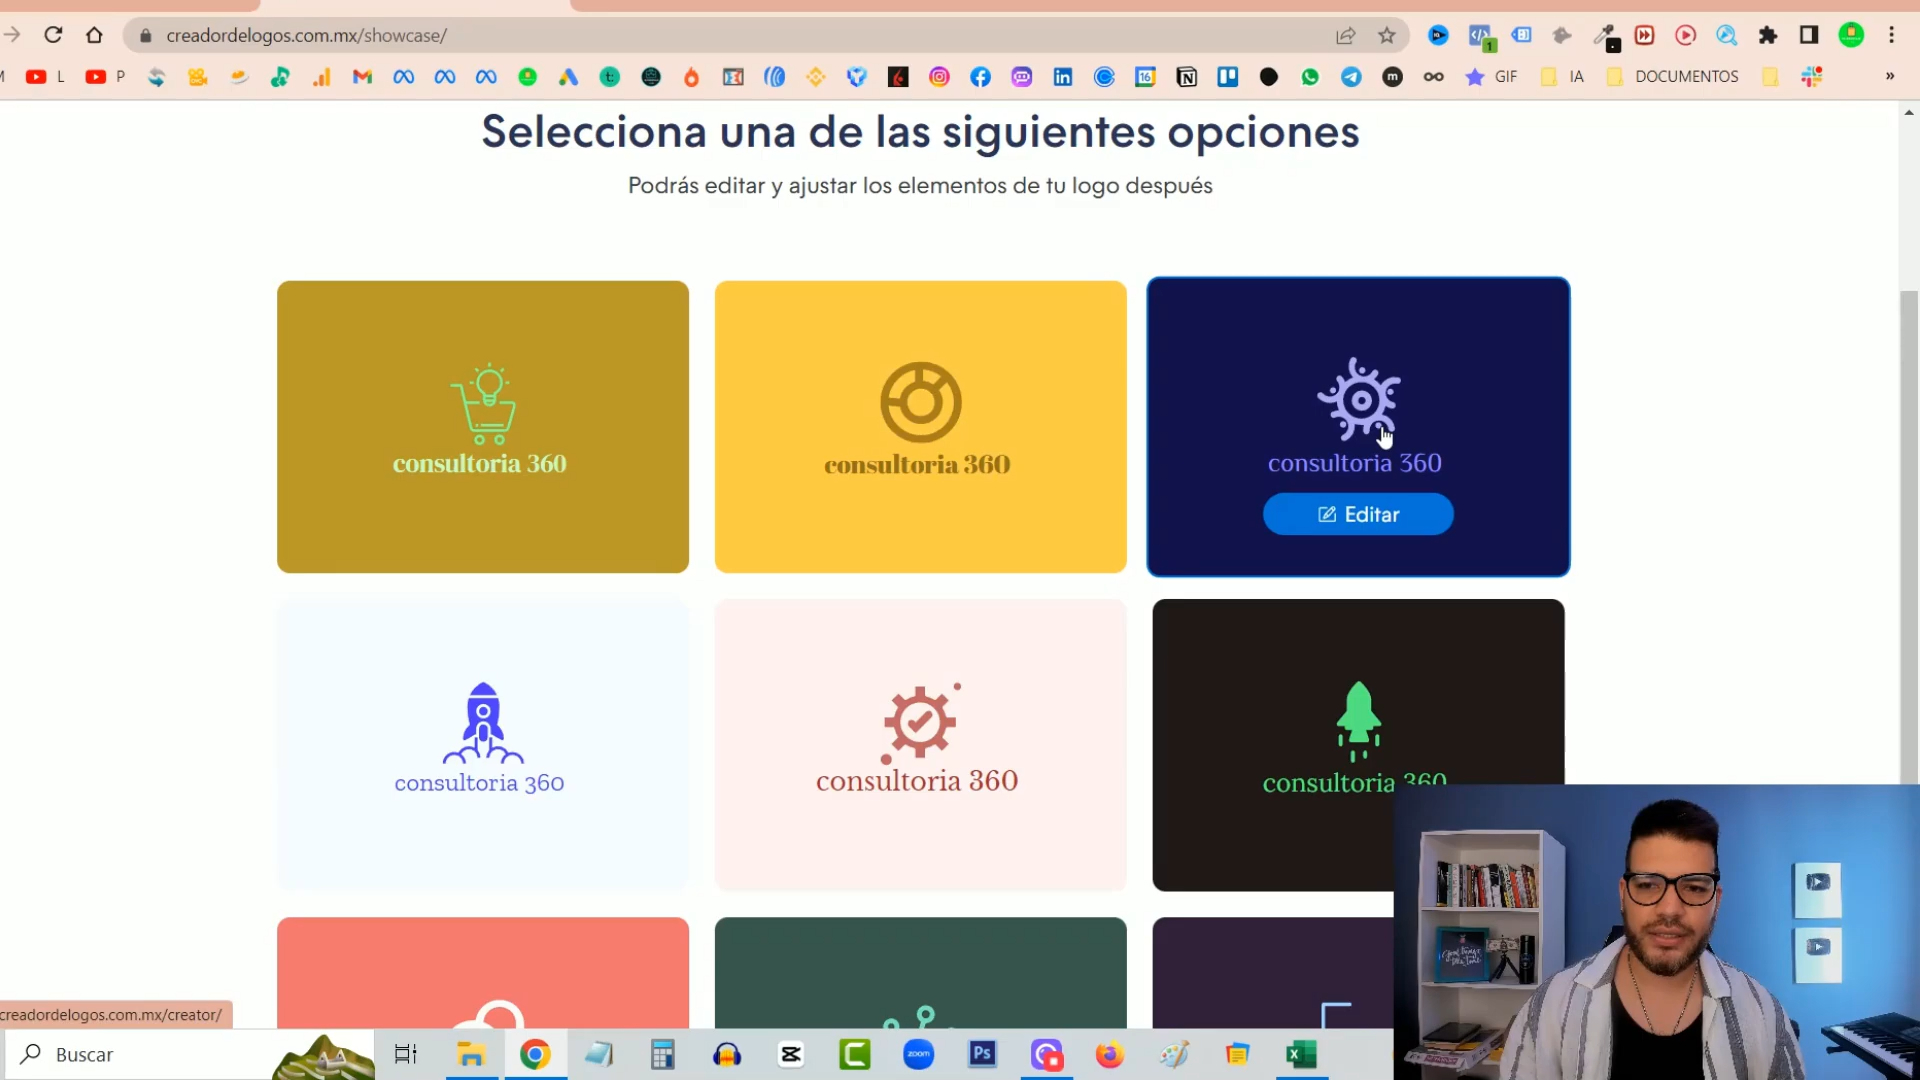 creadordelogos.com.mx/showcase/
L
P
GIF
IA
DOCUMENTOS
»
Selecciona una de las siguientes opciones
Podrás editar y ajustar los elementos de tu logo después
consultoria 360
consultoria 360
consultoria 360
Editar
consultoria 360
consultoria 360
consultoria 360
creadordelogos.com.mx/creator/
Buscar
zoom
Ps